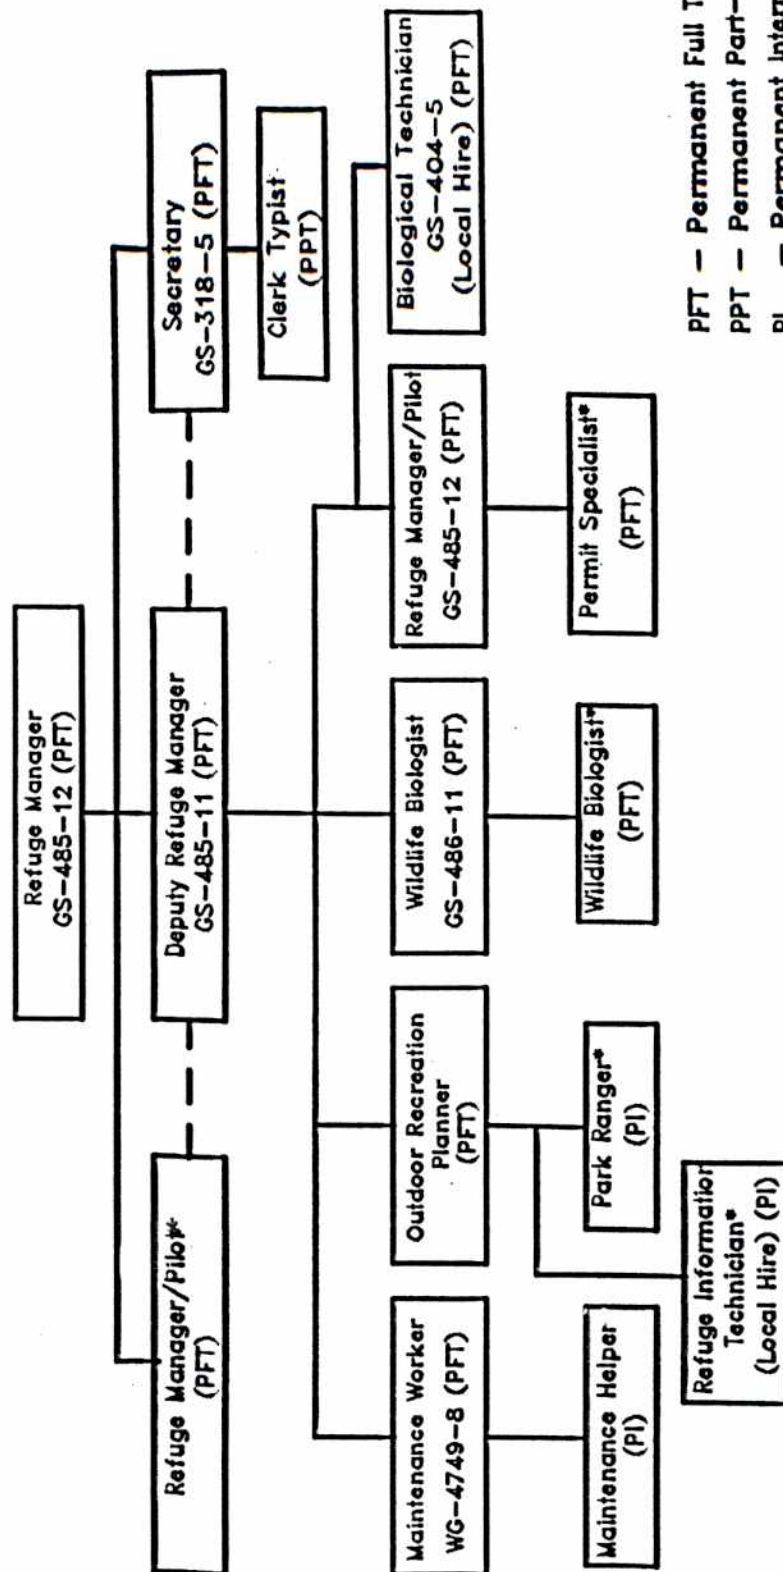 Refuge Manager
GS-485-12 (PFT)
Refuge Manager/Pilot*
(PFT)
Deputy Refuge Manager
GS-485-11 (PFT)
Secretary
GS-318-5 (PFT)
Clerk Typist
(PPT)
Maintenance Worker
WG-4749-8 (PFT)
Outdoor Recreation
Planner
(PFT)
Wildlife Biologist
GS-486-11 (PFT)
Refuge Manager/Pilot
GS-485-12 (PFT)
Biological Technician
GS-404-5
(Local Hire) (PFT)
Maintenance Helper
(PI)
Park Ranger*
(PI)
Wildlife Biologist*
(PFT)
Permit Specialist*
(PFT)
Refuge Information
Technician*
(Local Hire) (PI)
PFT — Permanent Full
PPT — Permanent Part-
PI — Permanent